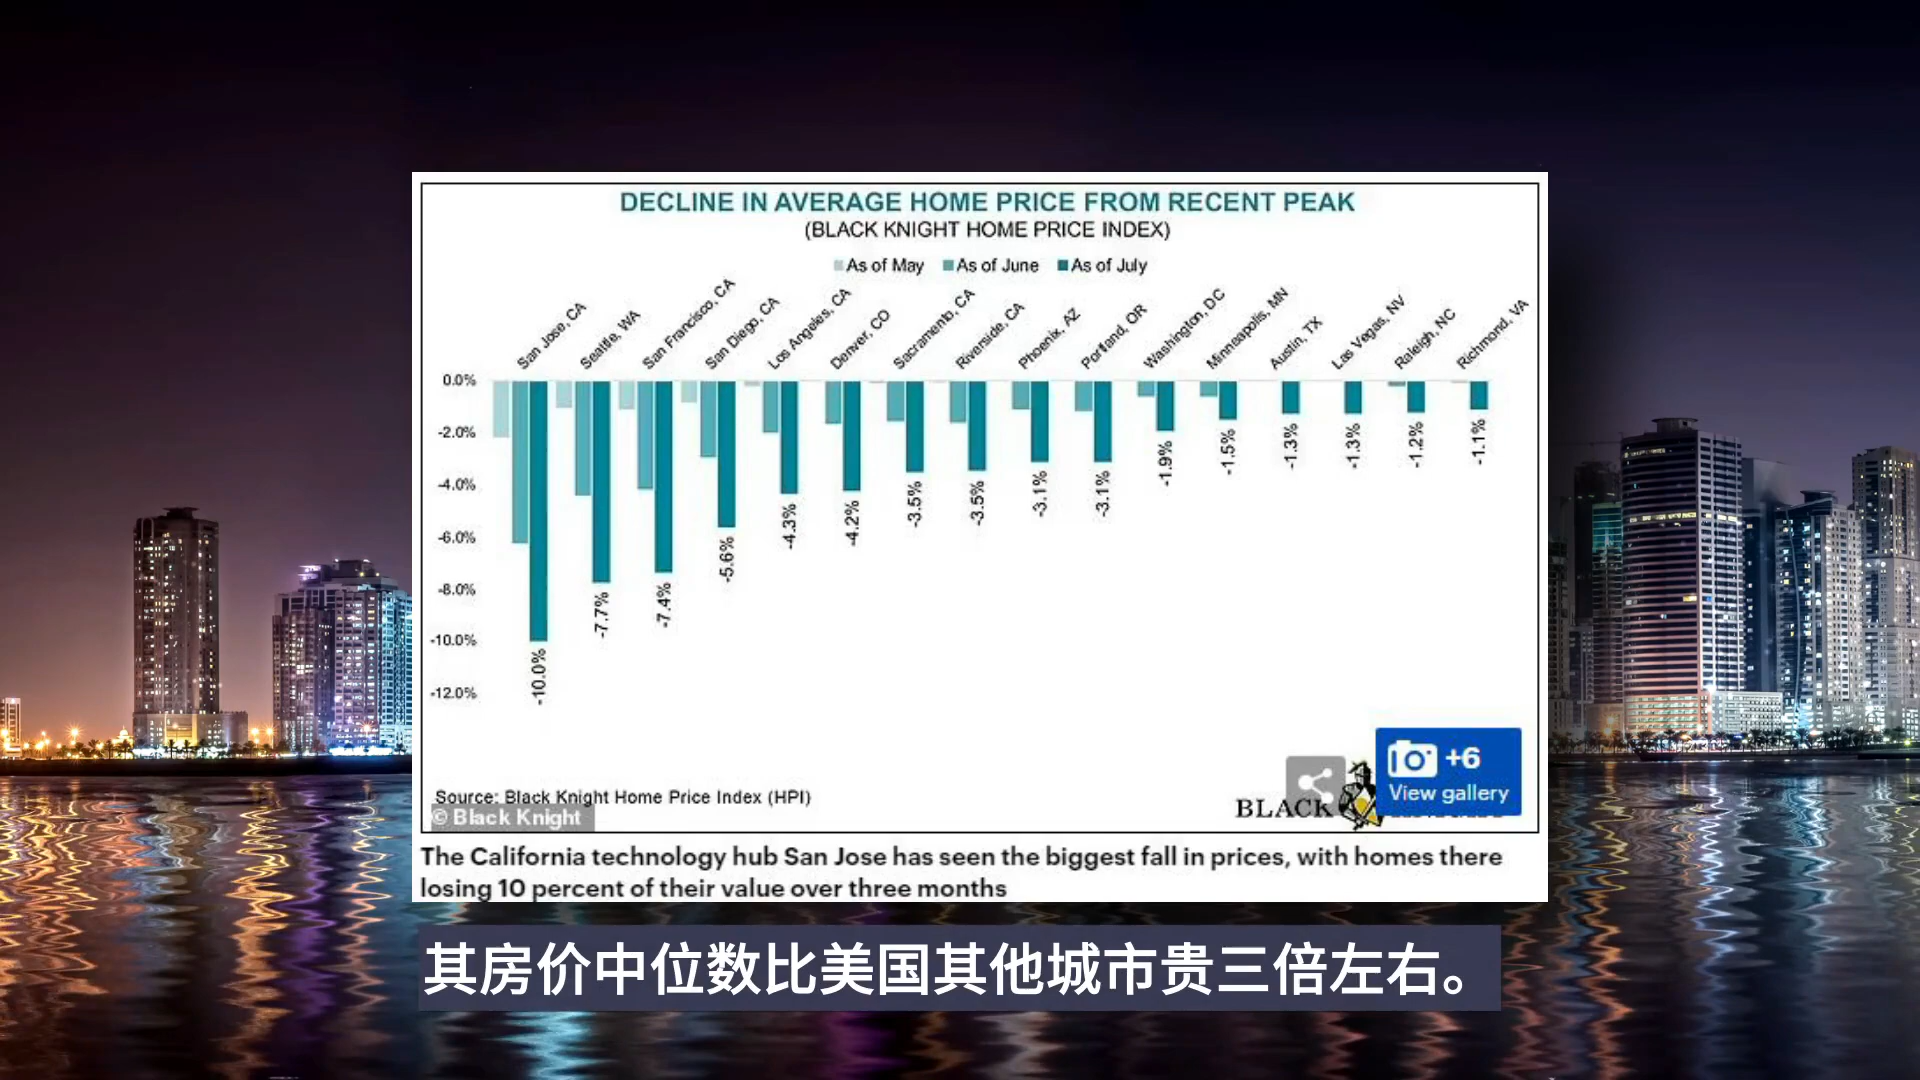 DECLINE IN AVERAGE HOME PRICE FROM RECENT PEAK
(BLACK KNIGHT HOME PRICE INDEX)
As of May As of June As of July
San Jose, CA
Seattle, WA
San Francisco, CA
San Diego, CA
Los Angeles, CA
Denver, CO
Sacramento, CA
Riverside, CA
Phoenix, AZ
Portland, OR
Washington, DC
Minneapolis, MN
Austin, TX
Las Vegas, NV
Raleigh, NC
Richmond, VA
0.0%
-2.0%
-4.0%
-6.0%
-8.0%
-10.0%
-12.0%
-10.0%
-7.7%
-7.4%
-5.6%
-4.3%
-4.2%
-3.5%
-3.5%
-3.1%
-3.1%
-1.9%
-1.5%
-1.3%
-1.3%
-1.2%
-1.1%
Source: Black Knight Home Price Index (HPI)
© Black Knight
BLACK
+6
View gallery
The California technology hub San Jose has seen the biggest fall in prices, with homes there
losing 10 percent of their value over three months
其房价中位数比美国其他城市贵三倍左右。